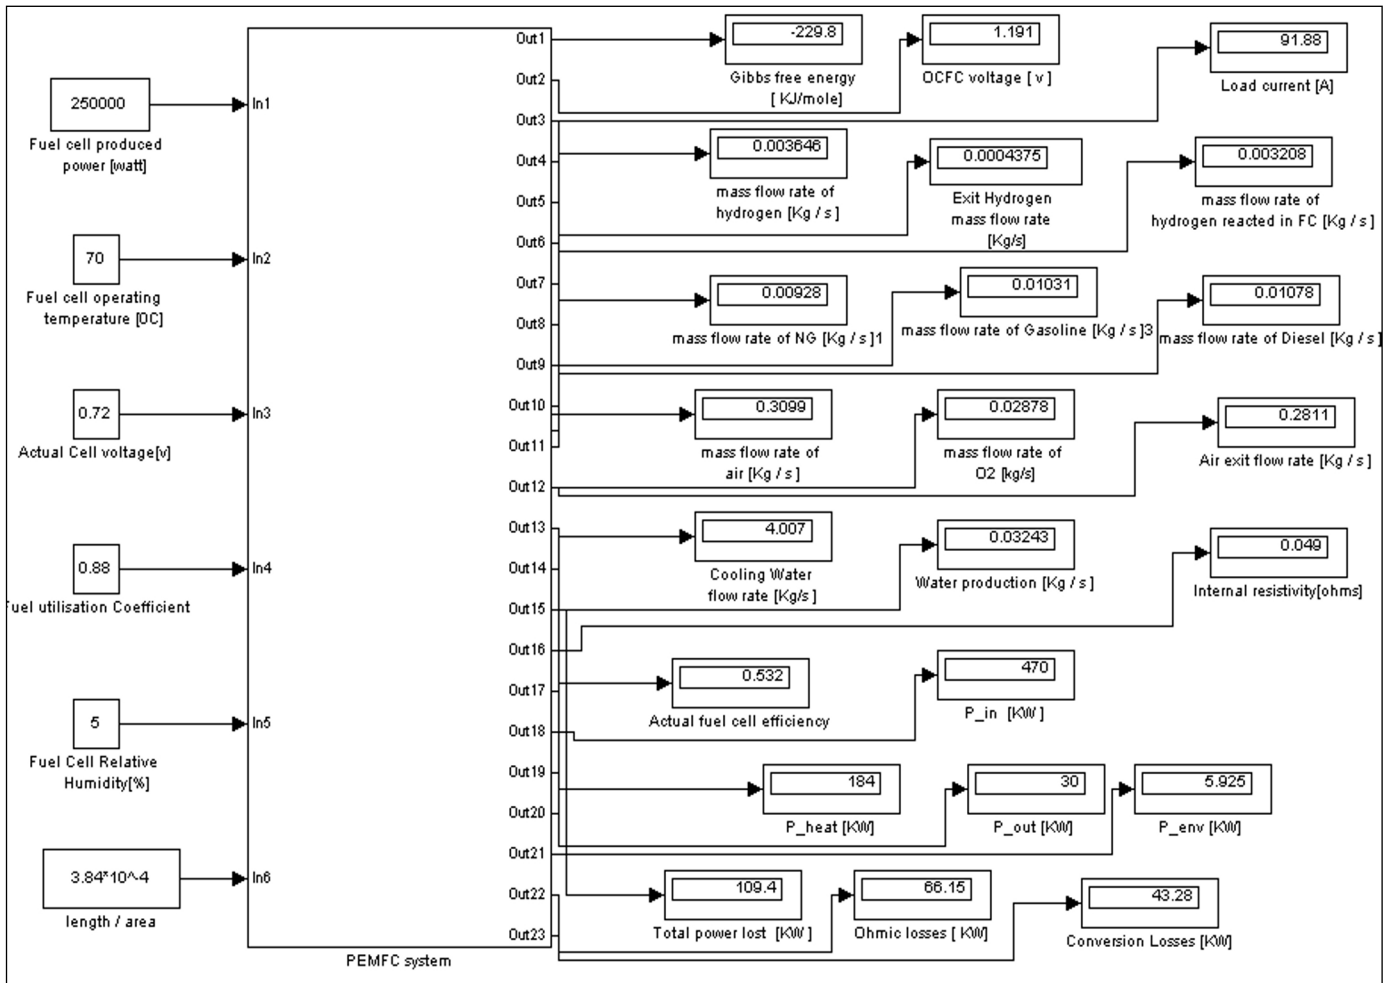 250000
Fuel cell produced
power [watt]
70
Fuel cell operating
temperature [0C]
0.72
Actual Cell voltage[v]
0.88
Fuel utilisation Coefficient
5
Fuel Cell Relative
Humidity[%]
3.84*10^-4
length / area
In1
In2
In3
In4
In5
In6
PEMFC system
Out1
Out2
Out3
Out4
Out5
Out6
Out7
Out8
Out9
Out10
Out11
Out12
Out13
Out14
Out15
Out16
Out17
Out18
Out19
Out20
Out21
Out22
Out23
-229.8
Gibbs free energy
[ KJ/mole]
1.191
OCFC voltage [ v ]
91.88
Load current [A]
0.003646
mass flow rate of
hydrogen [Kg / s ]
0.0004375
Exit Hydrogen
mass flow rate
[Kg/s]
0.003208
mass flow rate of
hydrogen reacted in FC [Kg / s ]
0.00928
mass flow rate of NG [Kg / s ]1
0.01031
mass flow rate of Gasoline [Kg / s ]3
0.01078
mass flow rate of Diesel [Kg / s ]
0.3099
mass flow rate of
air [Kg / s ]
0.02878
mass flow rate of
O2 [kg/s]
0.2811
Air exit flow rate [Kg / s ]
4.007
Cooling Water
flow rate [Kg/s ]
0.03243
Water production [Kg / s ]
0.049
Internal resistivity[ohms]
0.532
Actual fuel cell efficiency
470
P_in [KW ]
184
P_heat [KW]
30
P_out [KW]
5.925
P_env [KW]
109.4
Total power lost [KW ]
66.15
Ohmic losses [ KW]
43.28
Conversion Losses [KW]